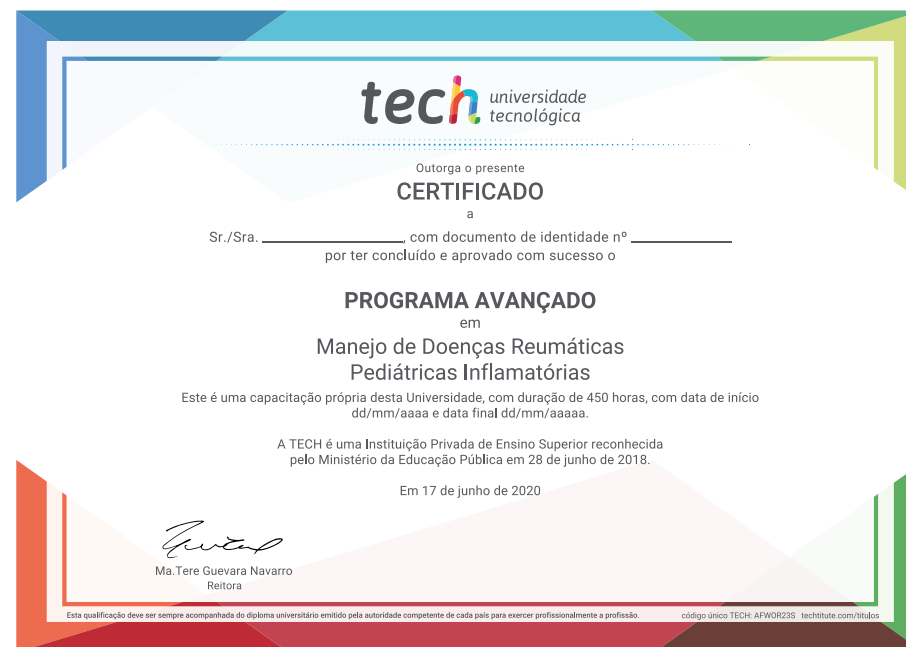 tech universidade
tecnológica
Outorga o presente
CERTIFICADO
a
Sr./Sra. ____________, com documento de identidade nº ____________
por ter concluído e aprovado com sucesso o
PROGRAMA AVANÇADO
em
Manejo de Doenças Reumáticas
Pediátricas Inflamatórias
Este é uma capacitação própria desta Universidade, com duração de 450 horas, com data de início
dd/mm/aaaa e data final dd/mm/aaaaa.
A TECH é uma Instituição Privada de Ensino Superior reconhecida
pelo Ministério da Educação Pública em 28 de junho de 2018.
Em 17 de junho de 2020
Ma.Tere Guevara Navarro
Reitora
Esta qualificação deve ser sempre acompanhada do diploma universitário emitido pela autoridade competente de cada país para exercer profissionalmente a profissão. código único TECH: AFWOR23S techtitute.com/titulos